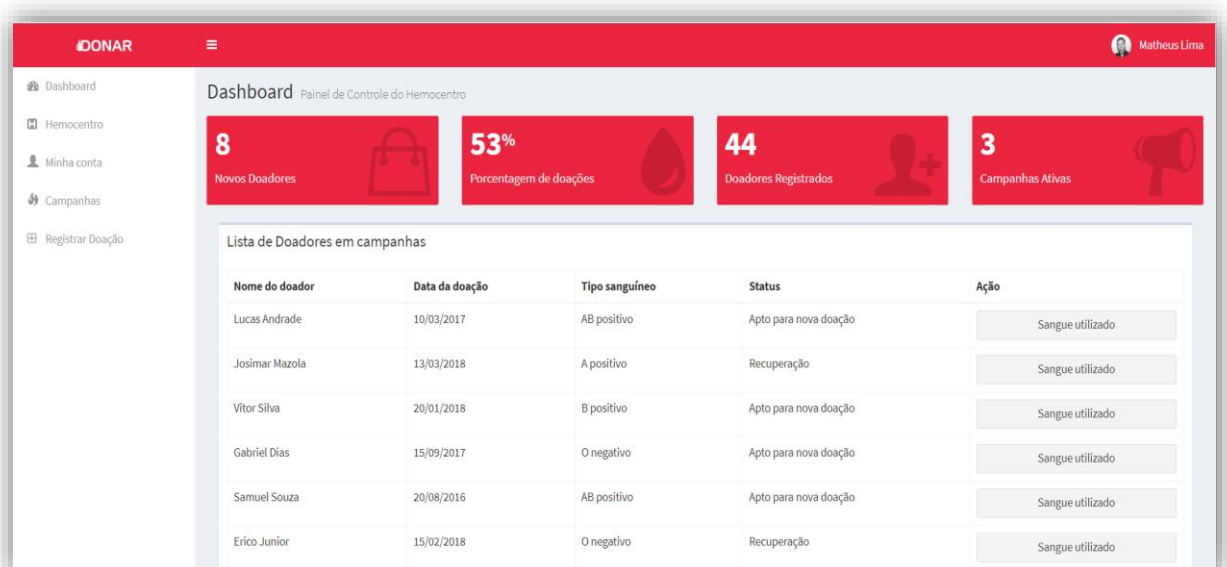 DONAR
Matheus Lima
Dashboard
Hemocentro
Minha conta
Campanhas
Registrar Doação
Dashboard Painel de Controle do Hemocentro
8
Novos Doadores
53%
Porcentagem de doações
44
Doadores Registrados
3
Campanhas Ativas
Lista de Doadores em campanhas
Nome do doador Data da doação Tipo sanguíneo Status Ação
Lucas Andrade 10/03/2017 AB positivo Apto para nova doação Sangue utilizado
Josimar Mazola 13/03/2018 A positivo Recuperação Sangue utilizado
Vitor Silva 20/01/2018 B positivo Apto para nova doação Sangue utilizado
Gabriel Dias 15/09/2017 O negativo Apto para nova doação Sangue utilizado
Samuel Souza 20/08/2016 AB positivo Apto para nova doação Sangue utilizado
Erico Junior 15/02/2018 O negativo Recuperação Sangue utilizado